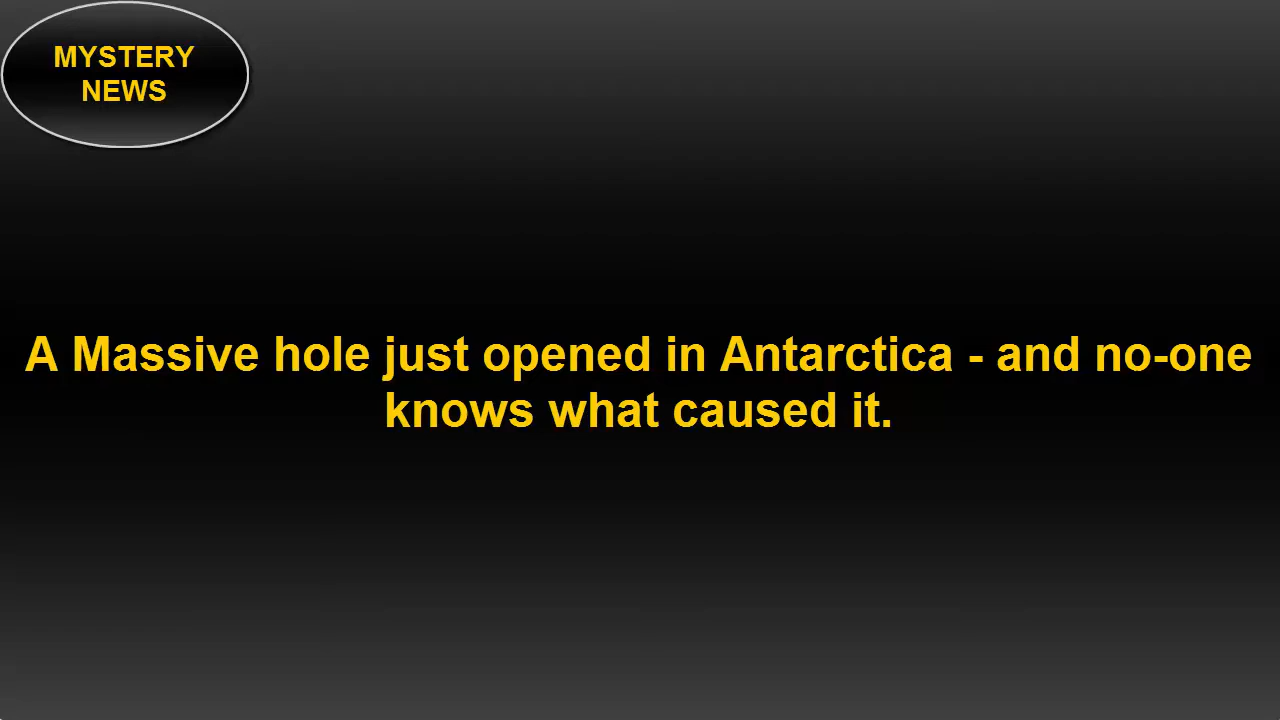 MYSTERY
NEWS
A Massive hole just opened in Antarctica - and no-one
knows what caused it.